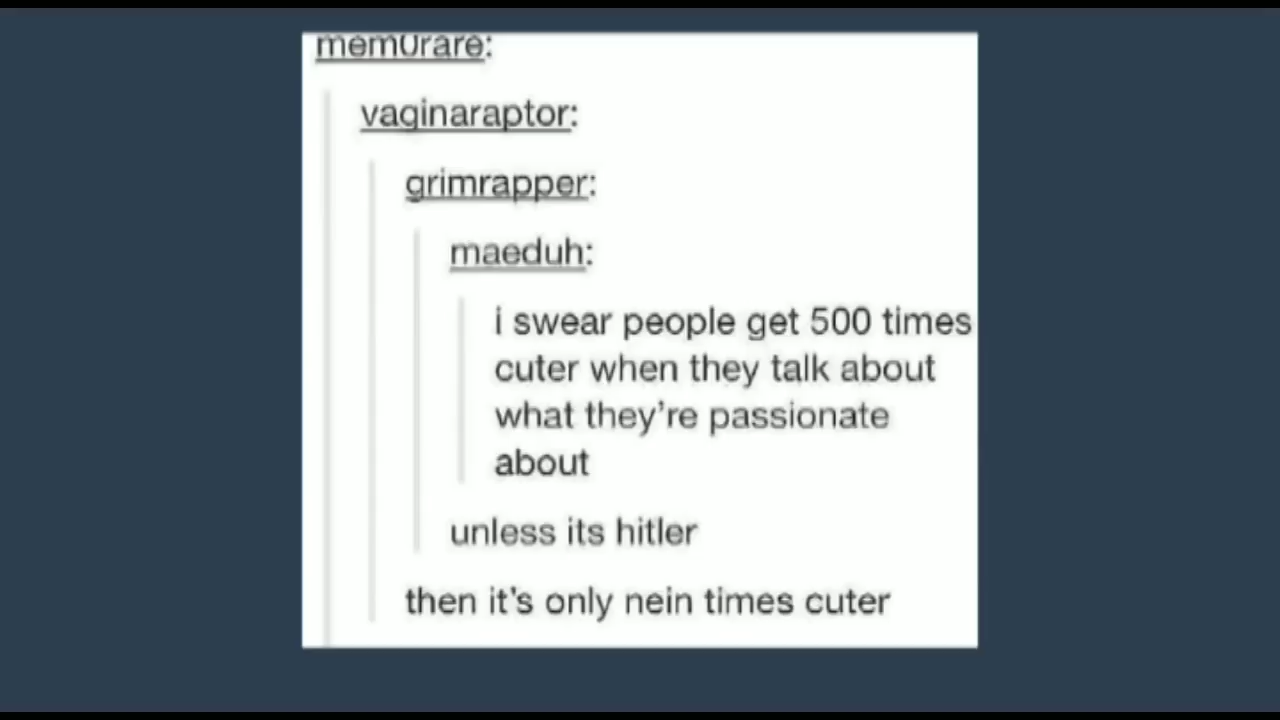 mem0rare:
vaginaraptor:
grimrapper:
maeduh:
i swear people get 500 times
cuter when they talk about
what they're passionate
about
unless its hitler
then it's only nein times cuter